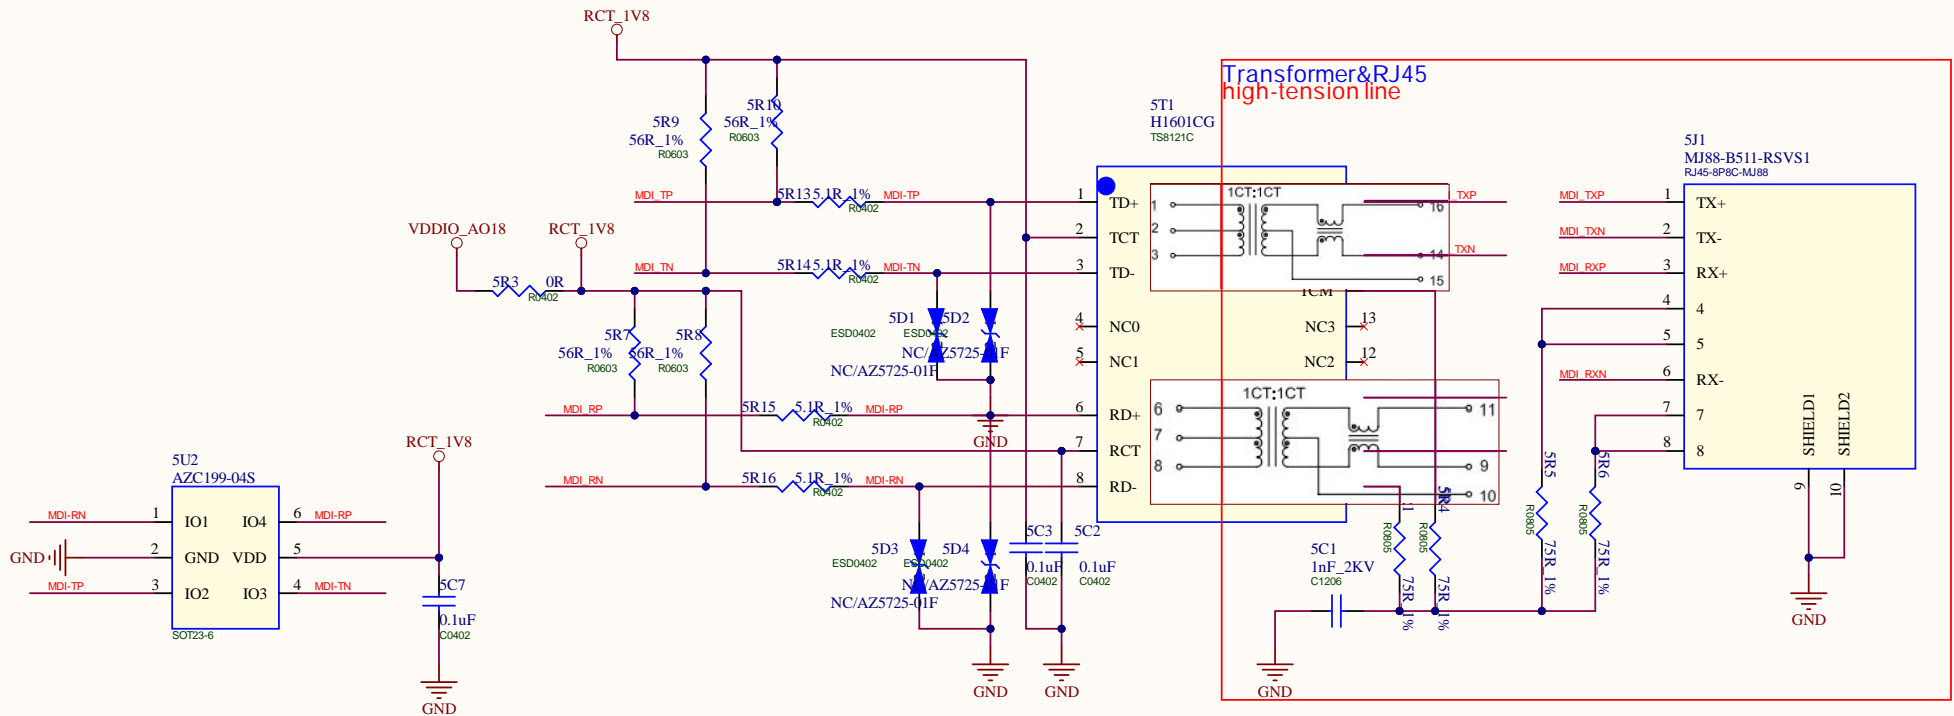 RCT_1V8
Transformer&RJ45
high-tension line
5R9
56R_1%
R0603
5R10
56R_1%
R0603
5T1
H1601CG
TS8121C
5J1
MJ88-B511-RSVS1
RJ45-8P8C-MJ88
MDI_TP
5R13
5.1R_1%
R0402
MDI-TP
1
TD+
2
TCT
3
TD-
4
NC0
5
NC1
6
RD+
7
RCT
8
RD-
1CT:1CT
1
2
3
16
14
15
TXP
TXN
NC3
13
NC2
12
1CT:1CT
6
7
8
11
9
10
MDI_TXP
1
TX+
MDI_TXN
2
TX-
MDI_RXP
3
RX+
4
4
5
5
MDI_RXN
6
RX-
7
7
8
8
SHIELD1
SHIELD2
9
10
GND
VDDIO_AO18
RCT_1V8
5R3
0R
R0402
MDI_TN
5R14
5.1R_1%
R0402
MDI-TN
5R7
56R_1%
R0603
5R8
56R_1%
R0603
5D1
ESD0402
NC/AZ5725-01F
5D2
ESD0402
NC/AZ5725-01F
GND
MDI_RP
5R15
5.1R_1%
R0402
MDI-RP
MDI_RN
5R16
5.1R_1%
R0402
MDI-RN
5D3
ESD0402
NC/AZ5725-01F
5D4
ESD0402
NC/AZ5725-01F
GND
5C3
0.1uF
C0402
5C2
0.1uF
C0402
GND
5C1
1nF_2KV
C1206
GND
R0805
75R_1%
5R4
R0805
75R_1%
5R5
R0805
75R_1%
5R6
R0805
75R_1%
5U2
AZC199-04S
MDI-RN
1
IO1
IO4
6
MDI-RP
GND
2
GND
VDD
5
MDI-TP
3
IO2
IO3
4
MDI-TN
SOT23-6
RCT_1V8
5C7
0.1uF
C0402
GND